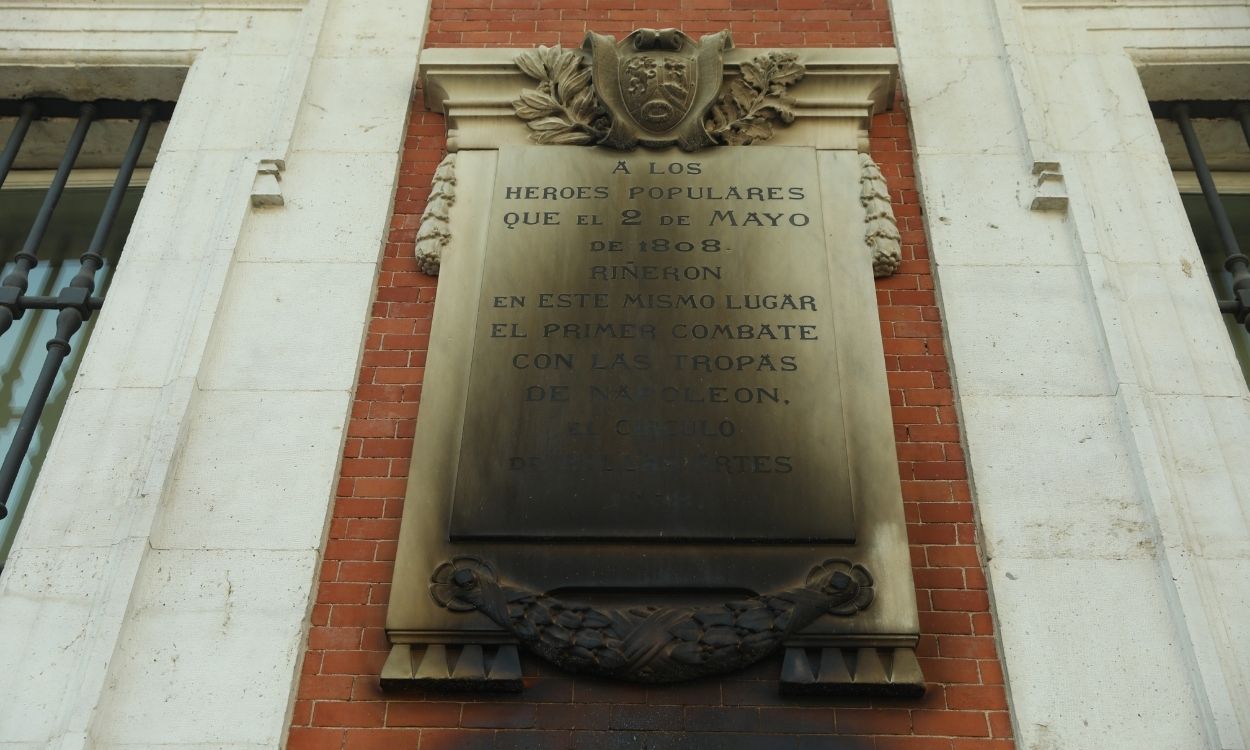 A LOS
HEROES POPULARES
QUE EL 2 DE MAYO
DE 1808.
RIÑERON
EN ESTE MISMO LUGAR
EL PRIMER COMBATE
CON LAS TROPAS
DE NAPOLEON,
EL CIRCULO
DE BELLAS ARTES